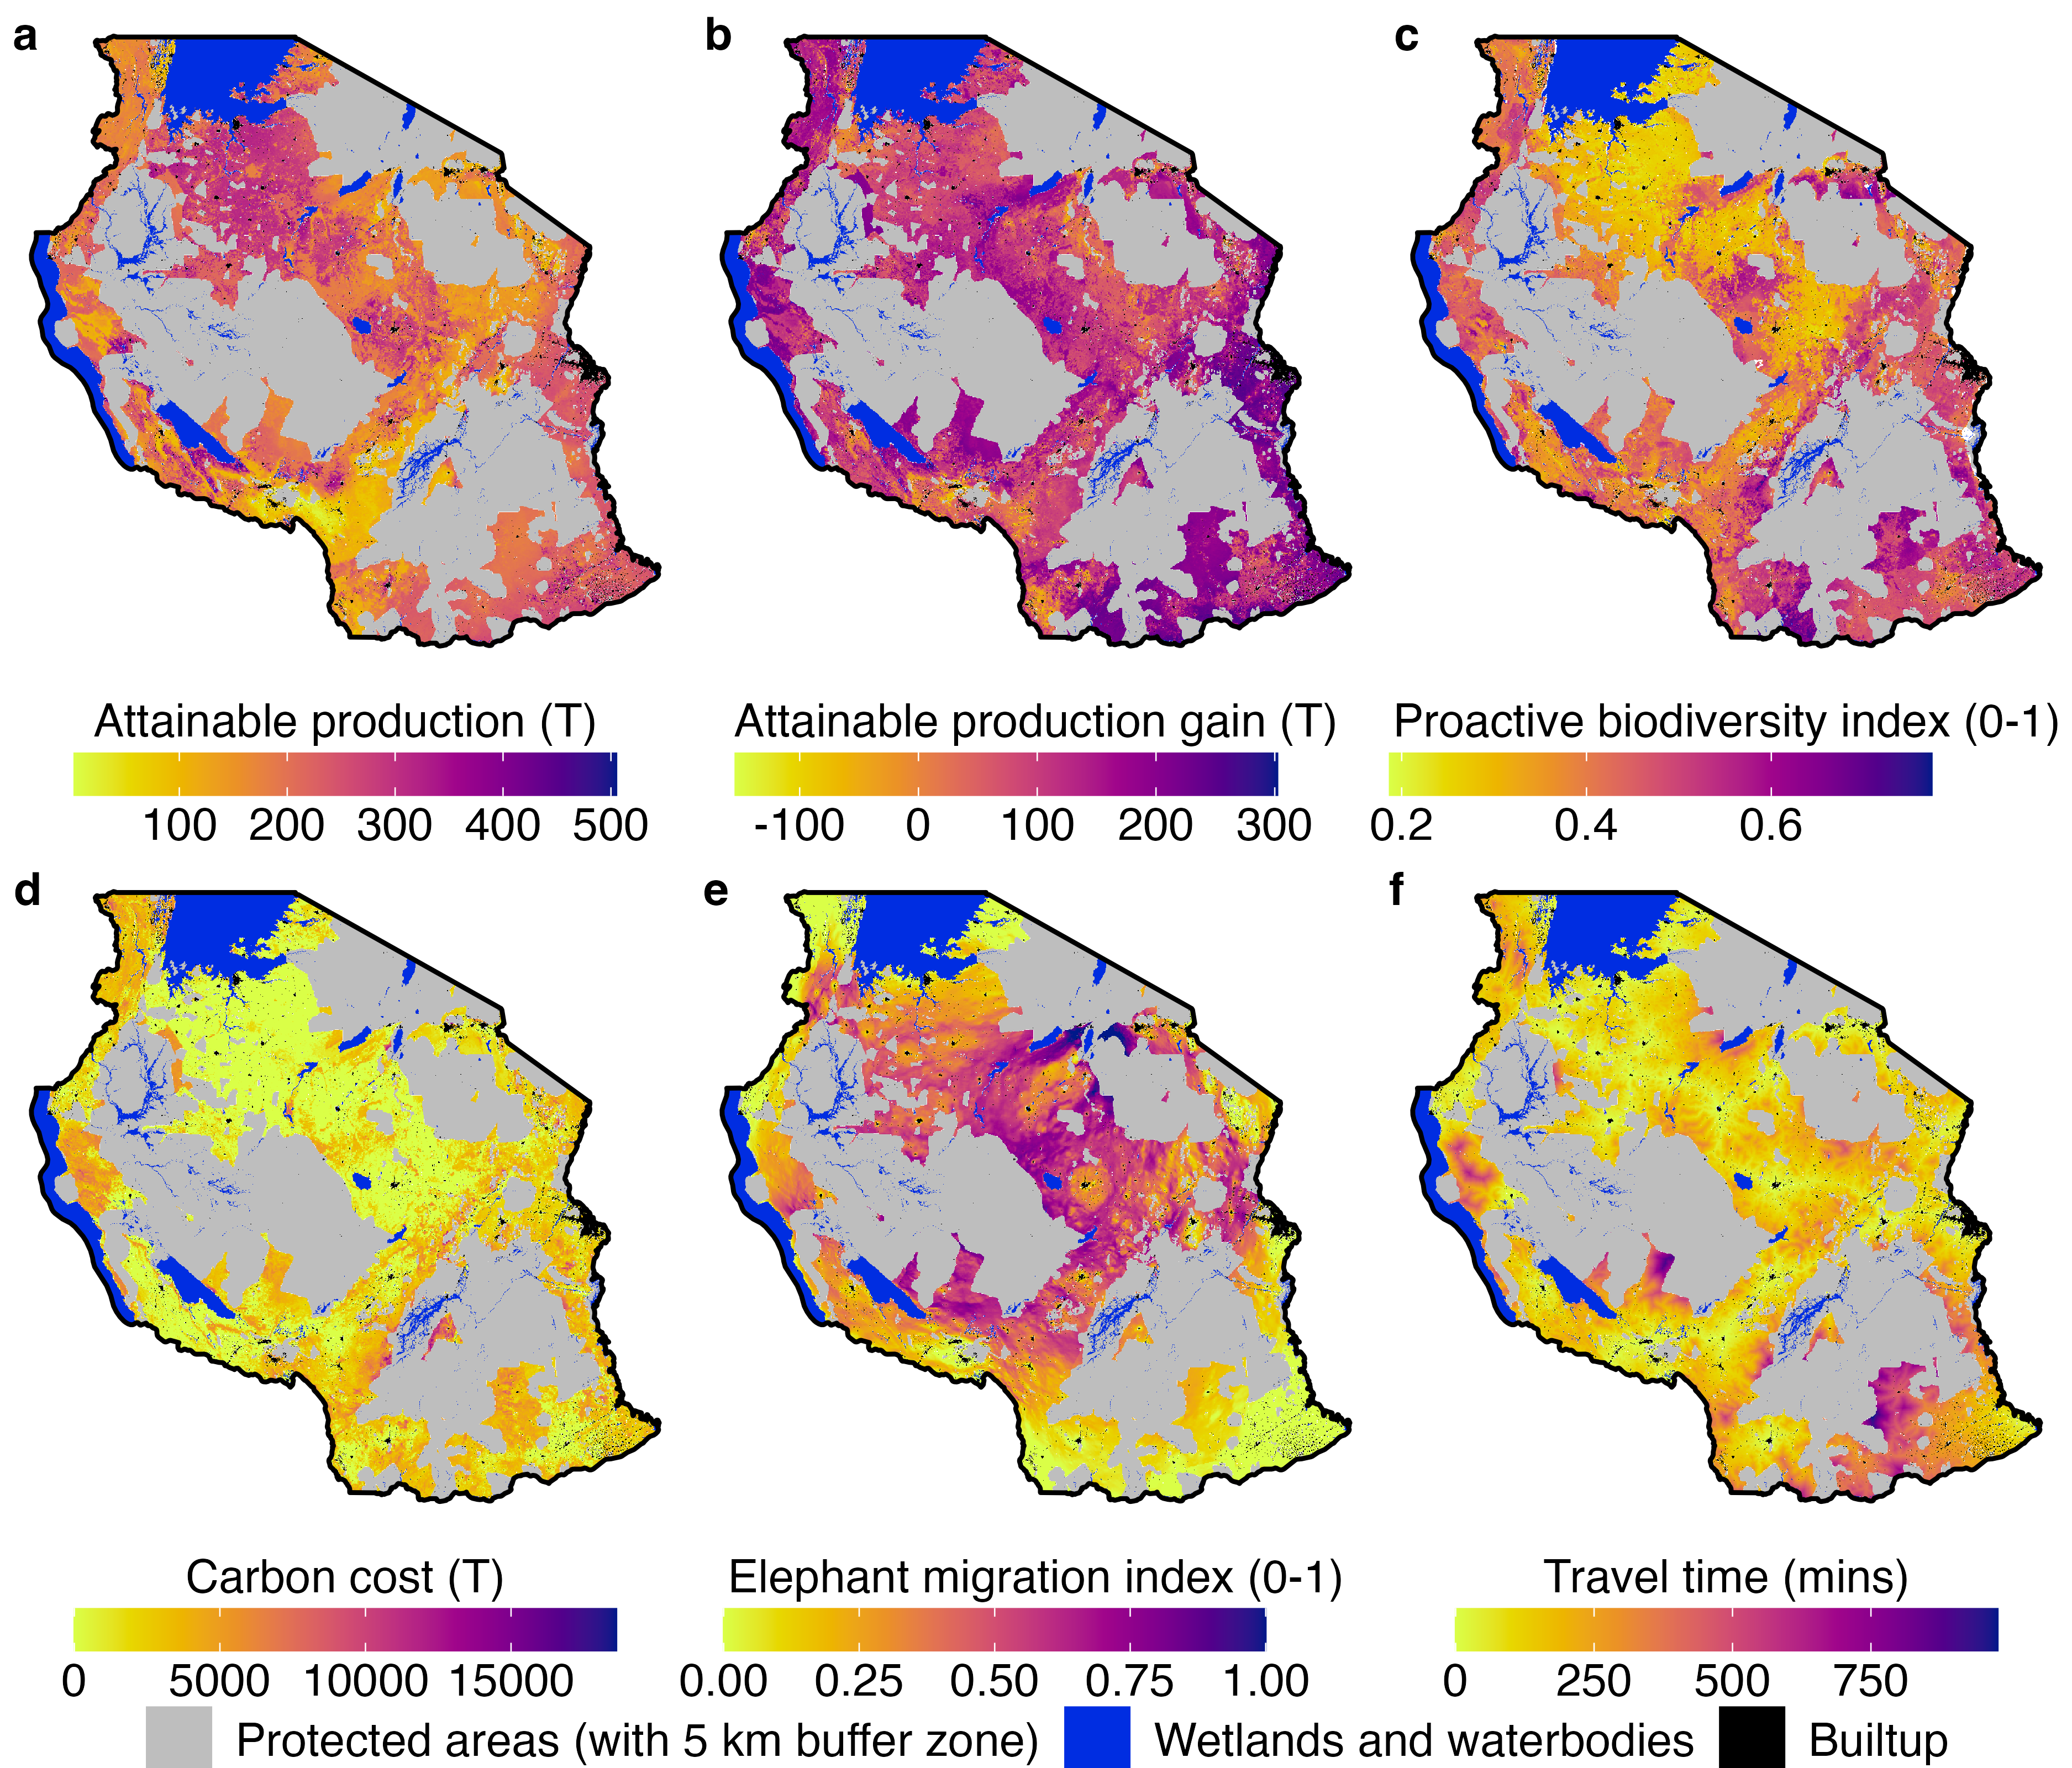 a b c
Attainable production (T) Attainable production gain (T) Proactive biodiversity index (0-1)
100 200 300 400 500 -100 0 100 200 300 0.2 0.4 0.6
d e f
Carbon cost (T) Elephant migration index (0-1) Travel time (mins)
0 5000 10000 15000 0.00 0.25 0.50 0.75 1.00 0 250 500 750
Protected areas (with 5 km buffer zone) Wetlands and waterbodies Builtup